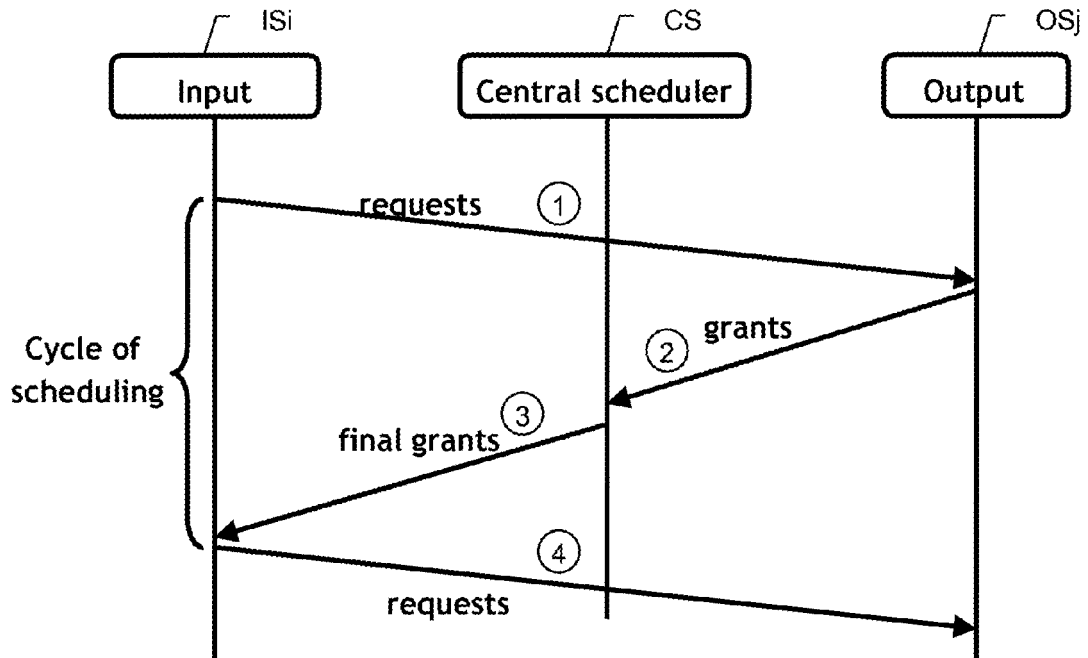 ISi
CS
OSj
Input
Central scheduler
Output
requests
1
grants
2
Cycle of
scheduling
3
final grants
4
requests